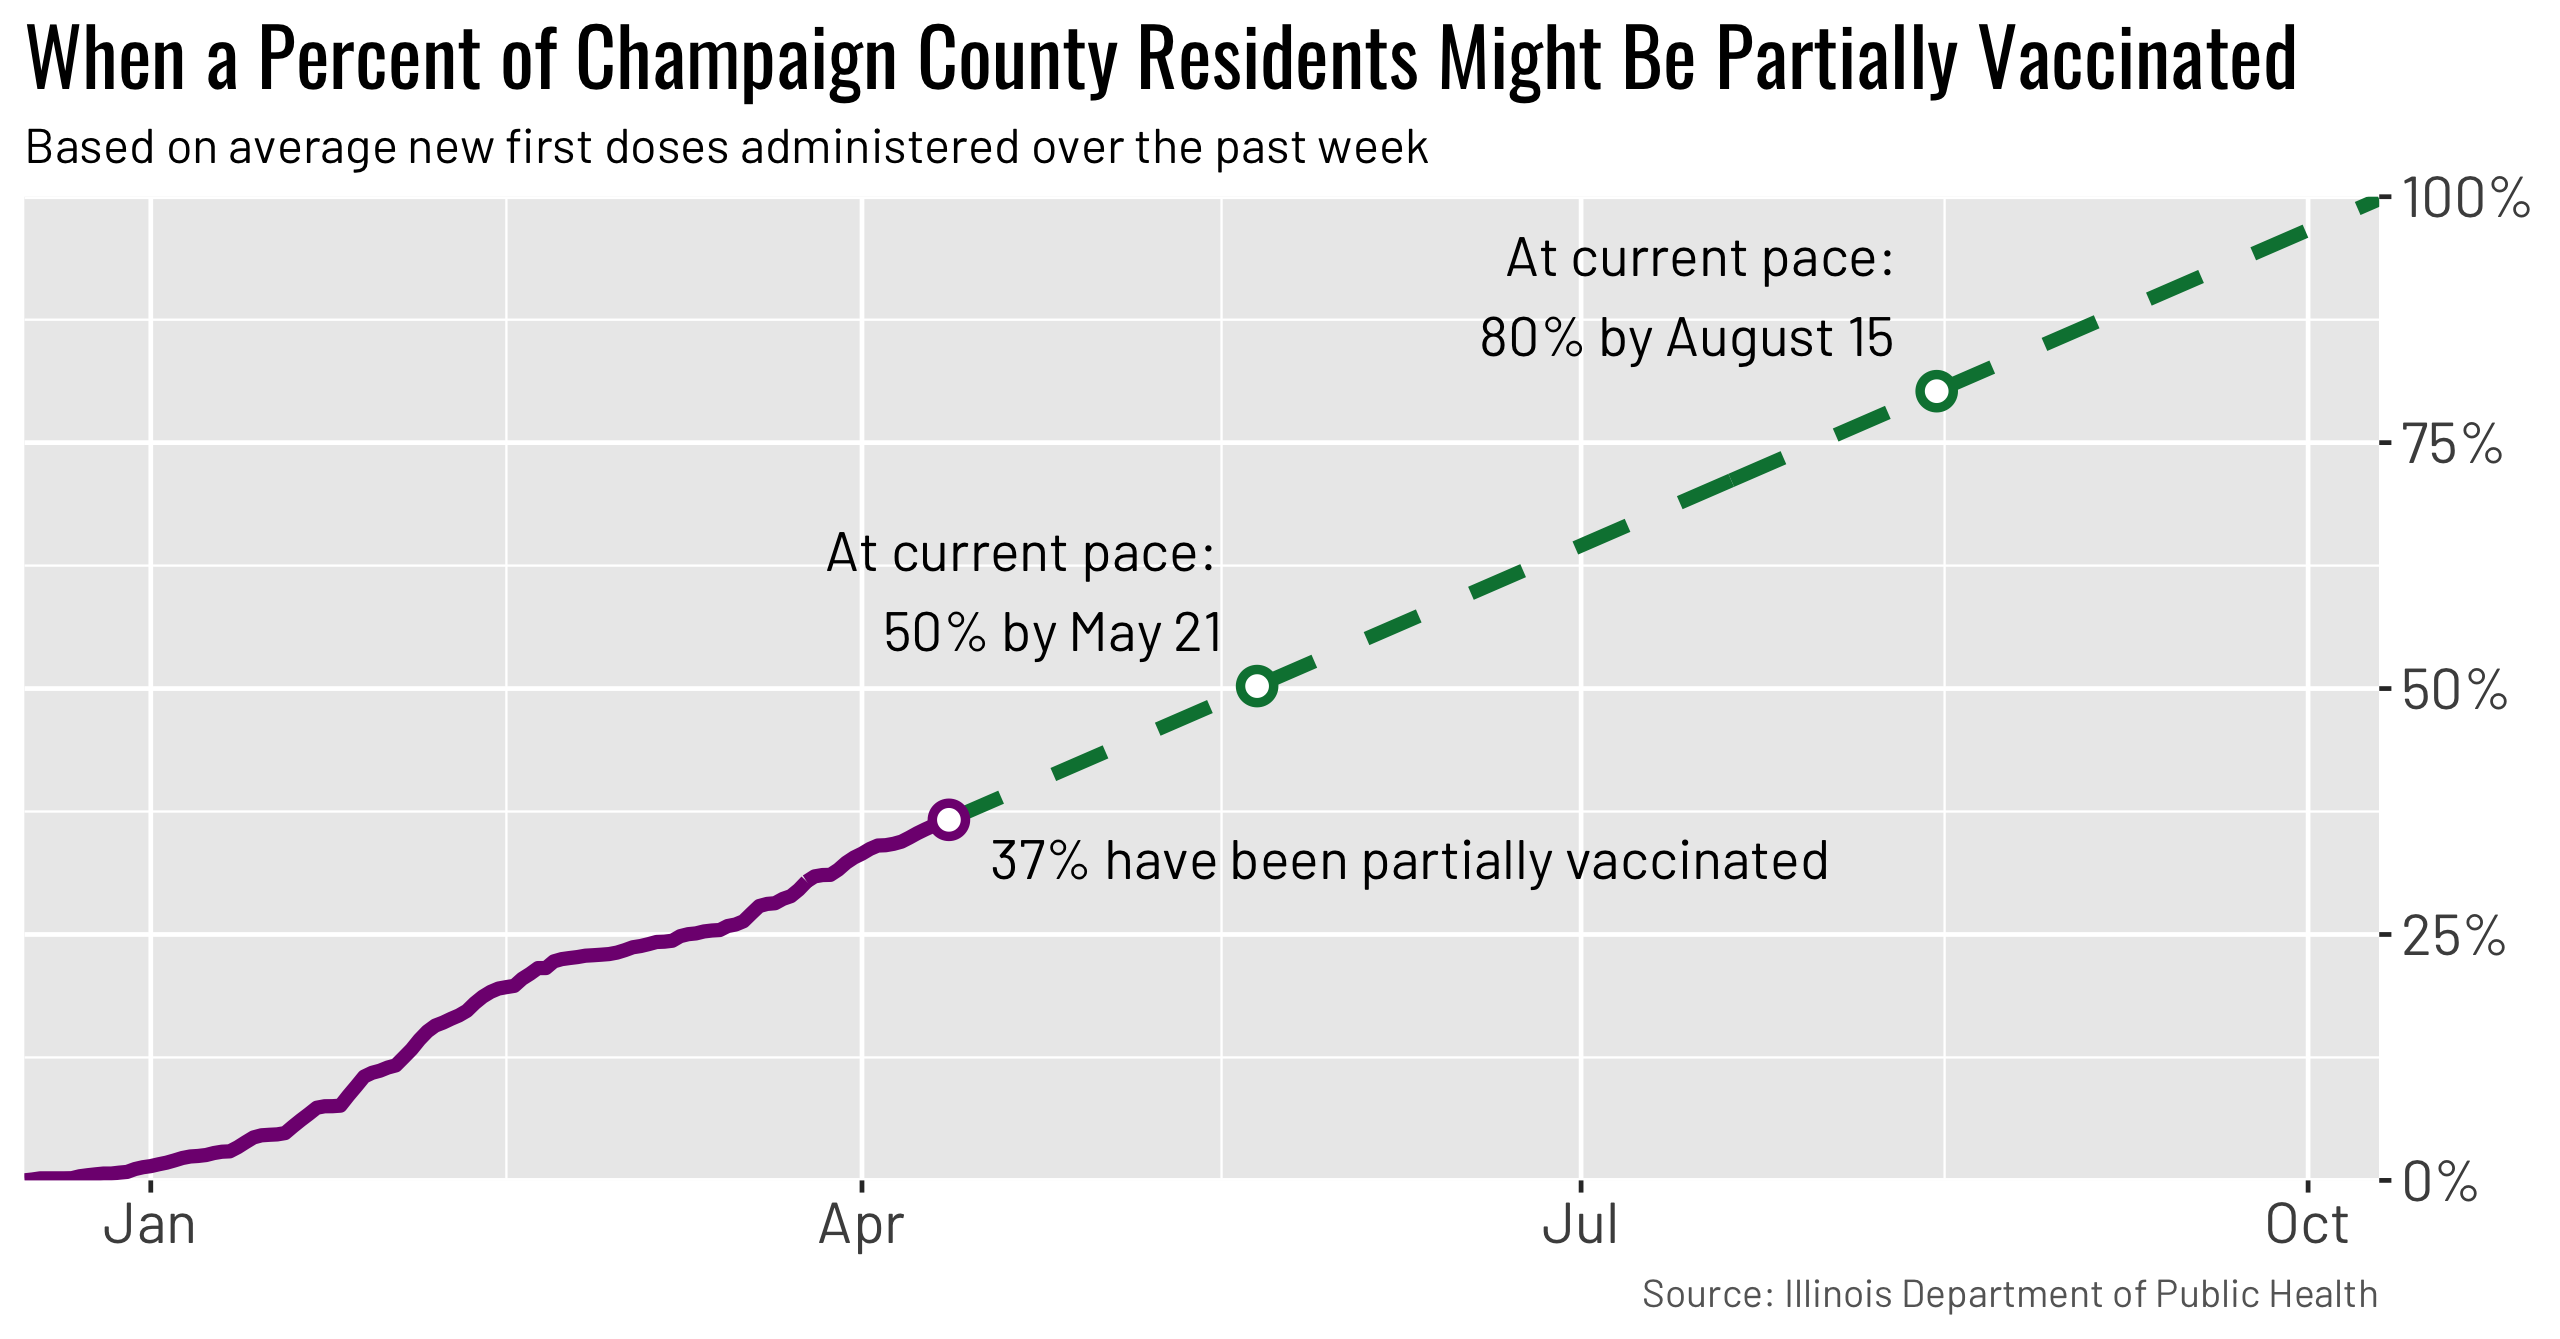 When a Percent of Champaign County Residents Might Be Partially Vaccinated
Based on average new first doses administered over the past week
100%
At current pace:
80% by August 15
75%
At current pace:
50% by May 21
50%
37% have been partially vaccinated
25%
0%
Jan Apr Jul Oct
Source: Illinois Department of Public Health